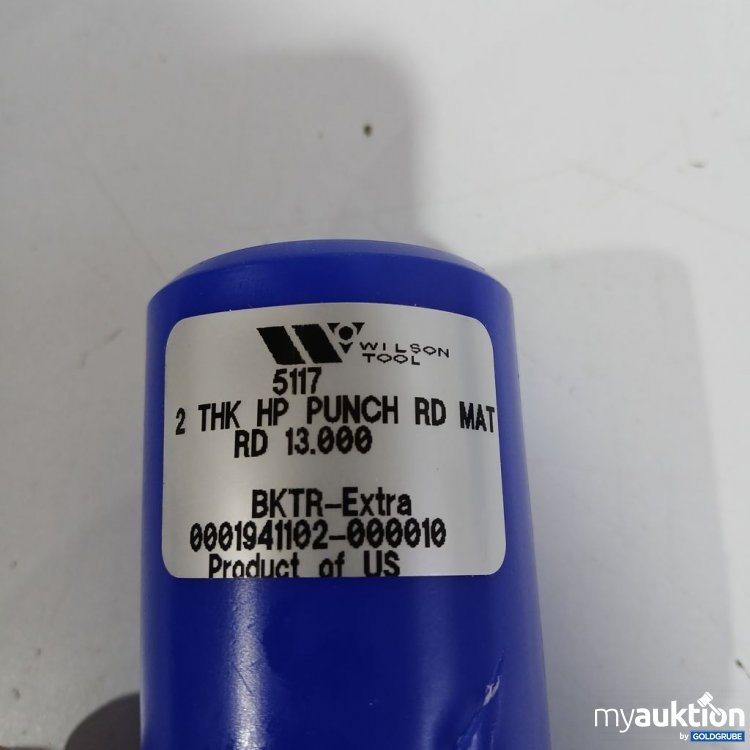 WILSON
TOOL
5117
2 THK HP PUNCH RD MAT
RD 13.000
BKTR-Extra
0001941102-000010
Product of US
myauktion
by GOLDGRUBE